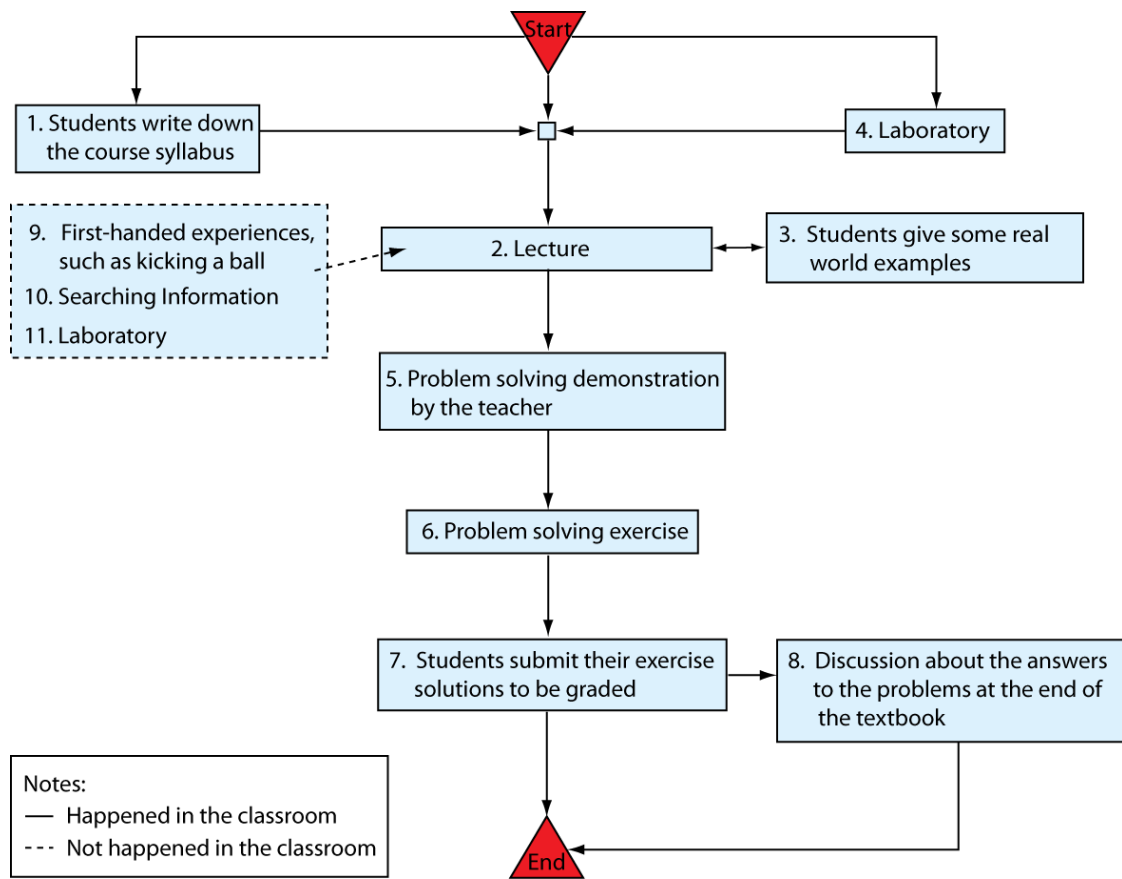 Start
1. Students write down
the course syllabus
4. Laboratory
9. First-handed experiences,
such as kicking a ball
10. Searching Information
11. Laboratory
2. Lecture
3. Students give some real
world examples
5. Problem solving demonstration
by the teacher
6. Problem solving exercise
7. Students submit their exercise
solutions to be graded
8. Discussion about the answers
to the problems at the end of
the textbook
Notes:
Happened in the classroom
Not happened in the classroom
End